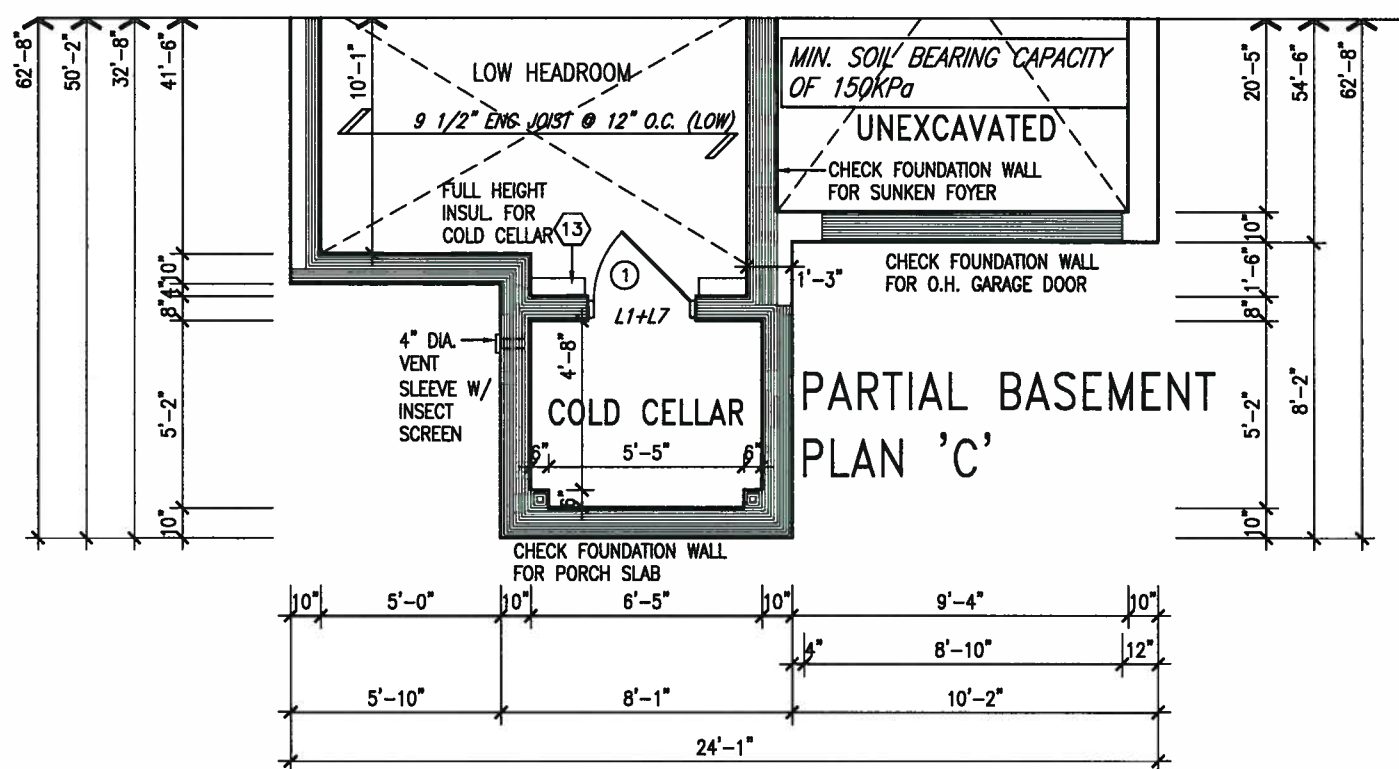 62'-8"
50'-2"
32'-8"
41'-6"
10'-1"
LOW HEADROOM
9 1/2" ENG. JOIST @ 12" O.C. (LOW)
MIN. SOIL BEARING CAPACITY
OF 150KPa
UNEXCAVATED
CHECK FOUNDATION WALL
FOR SUNKEN FOYER
20'-5"
54'-6"
62'-8"
FULL HEIGHT
INSUL. FOR
COLD CELLAR
13
1
L1+L7
1'-3"
CHECK FOUNDATION WALL
FOR O.H. GARAGE DOOR
10"
4"
8"
5'-2"
10"
10"
1'-6"
8"
5'-2"
10"
8'-2"
4" DIA.
VENT
SLEEVE W/
INSECT
SCREEN
4'-8"
COLD CELLAR
6"
5'-5"
6"
6"
PARTIAL BASEMENT
PLAN 'C'
CHECK FOUNDATION WALL
FOR PORCH SLAB
10" 5'-0" 10" 6'-5" 10" 9'-4" 10"
4" 8'-10" 12"
5'-10" 8'-1" 10'-2"
24'-1"